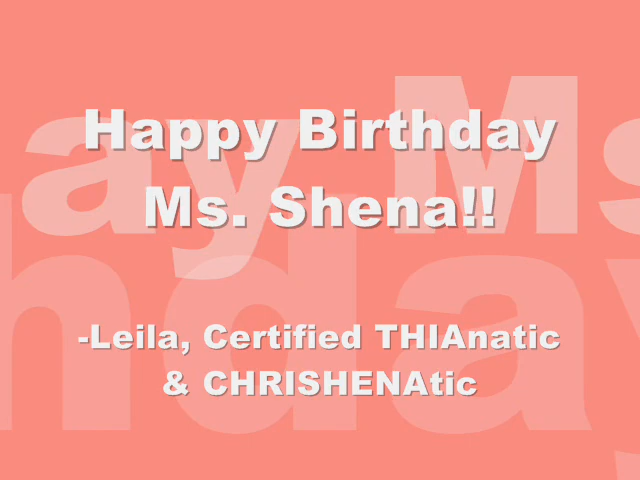 Happy Birthday
Ms. Shena!!
-Leila, Certified THIAnatic
& CHRISHENAtic